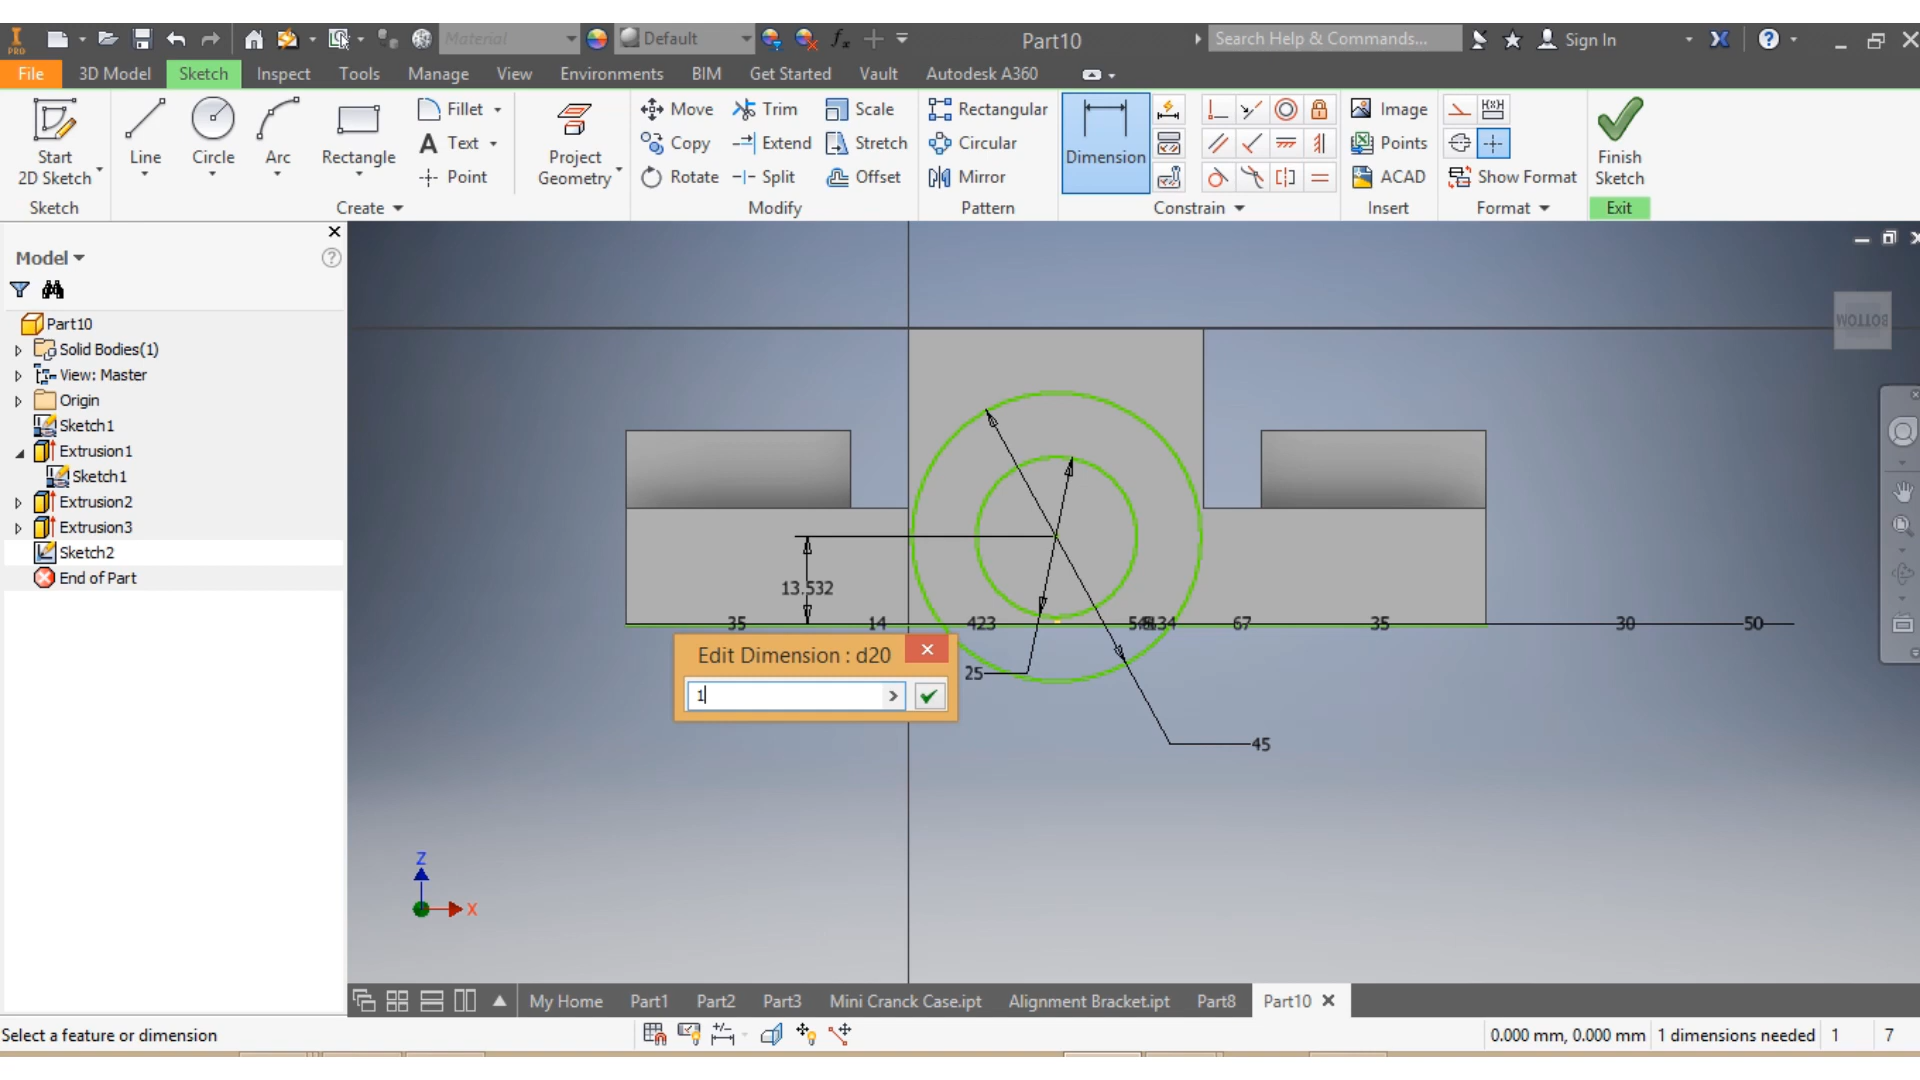 PRO
Material
Default
fx
Part10
Search Help & Commands...
Sign In
File
3D Model
Sketch
Inspect
Tools
Manage
View
Environments
BIM
Get Started
Vault
Autodesk A360
Start
2D Sketch
Line
Circle
Arc
Rectangle
Fillet
Text
Point
Project
Geometry
Move
Copy
Rotate
Trim
Extend
Split
Scale
Stretch
Offset
Rectangular
Circular
Mirror
Dimension
Image
Points
ACAD
Show Format
Finish
Sketch
Sketch
Create
Modify
Pattern
Constrain
Insert
Format
Exit
Model
Part10
Solid Bodies(1)
View: Master
Origin
Sketch1
Extrusion1
Sketch1
Extrusion2
Extrusion3
Sketch2
End of Part
BOTTOM
13.532
35
14
423
67
35
30
50
Edit Dimension : d20
1
25
45
Z
X
My Home
Part1
Part2
Part3
Mini Cranck Case.ipt
Alignment Bracket.ipt
Part8
Part10
Select a feature or dimension
0.000 mm, 0.000 mm
1 dimensions needed
1
7